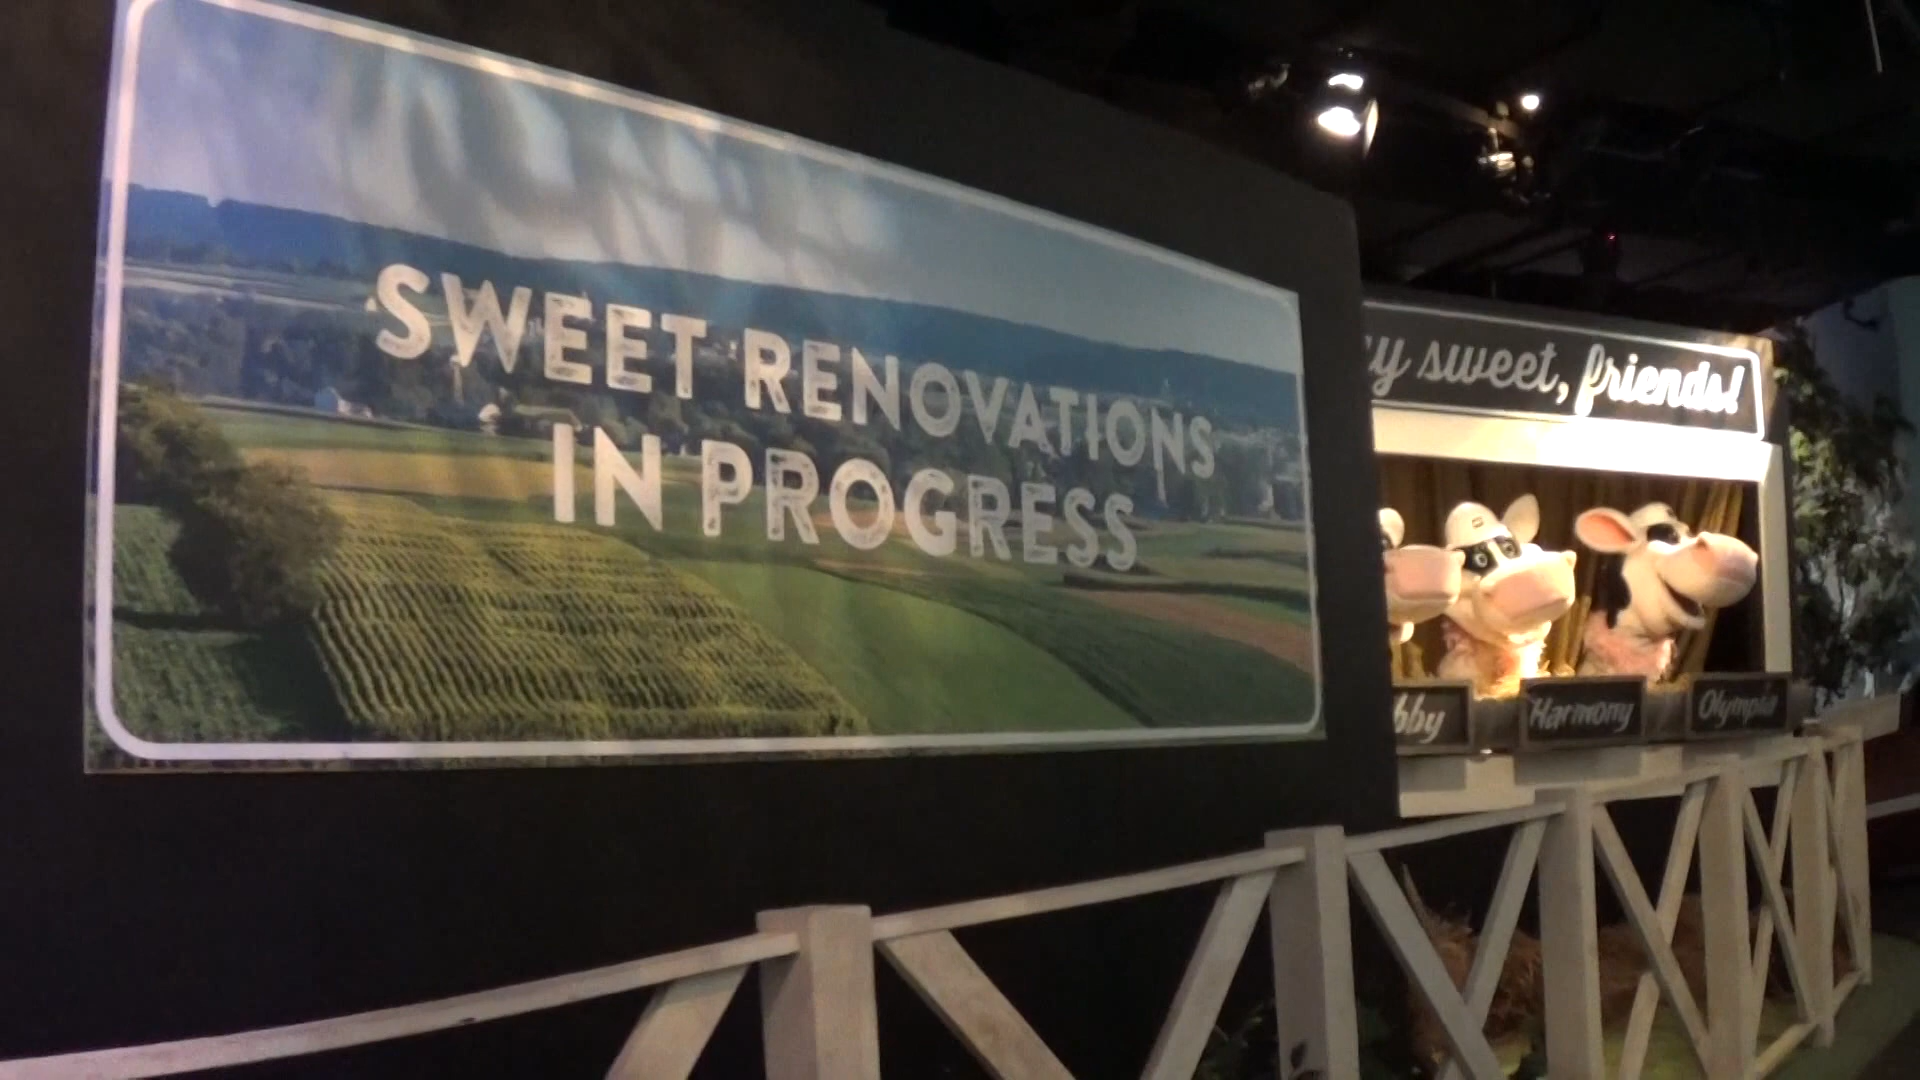 SWEET RENOVATIONS
IN PROGRESS
sweet, friends!
Harmony
Olympia